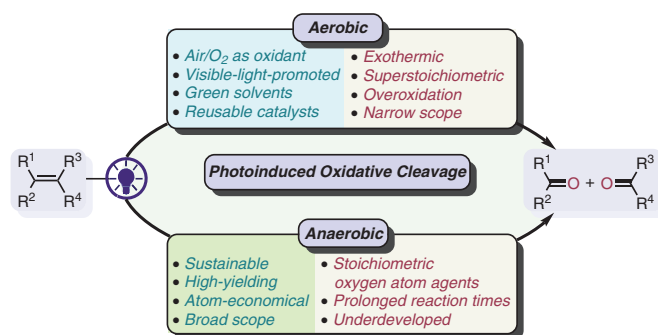 Aerobic
• Air/O₂ as oxidant
• Visible-light-promoted
• Green solvents
• Reusable catalysts
• Exothermic
• Superstoichiometric
• Overoxidation
• Narrow scope
R¹ R³
R² R⁴
Photoinduced Oxidative Cleavage
R¹ R³
O + O
R² R⁴
Anaerobic
• Sustainable
• High-yielding
• Atom-economical
• Broad scope
• Stoichiometric
oxygen atom agents
• Prolonged reaction times
• Underdeveloped